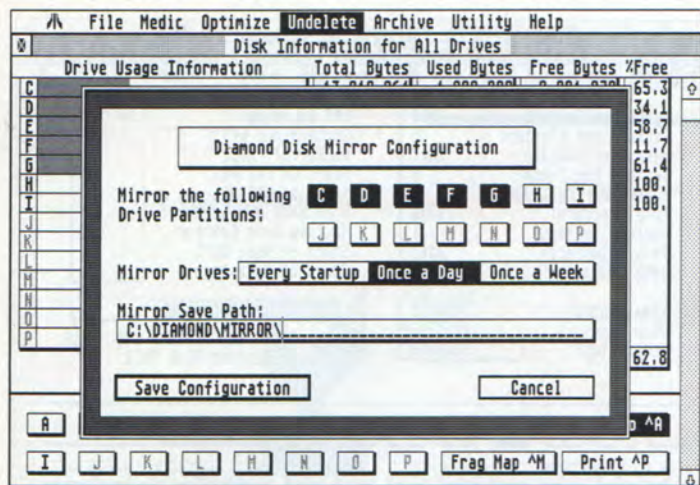 File Medic Optimize Undelete Archive Utility Help
Disk Information for All Drives
Drive Usage Information Total Bytes Used Bytes Free Bytes %Free
C 65.3
D 34.1
E 58.7
F 11.7
G 61.4
H 100.
I 100.
J
K
L
M
N
O
P
62.8
Diamond Disk Mirror Configuration
Mirror the following Drive Partitions:
C D E F G H I
J K L M N O P
Mirror Drives: Every Startup Once a Day Once a Week
Mirror Save Path:
C:\DIAMOND\MIRROR\
Save Configuration Cancel
A ^A
I J K L M N O P Frag Map ^M Print ^P